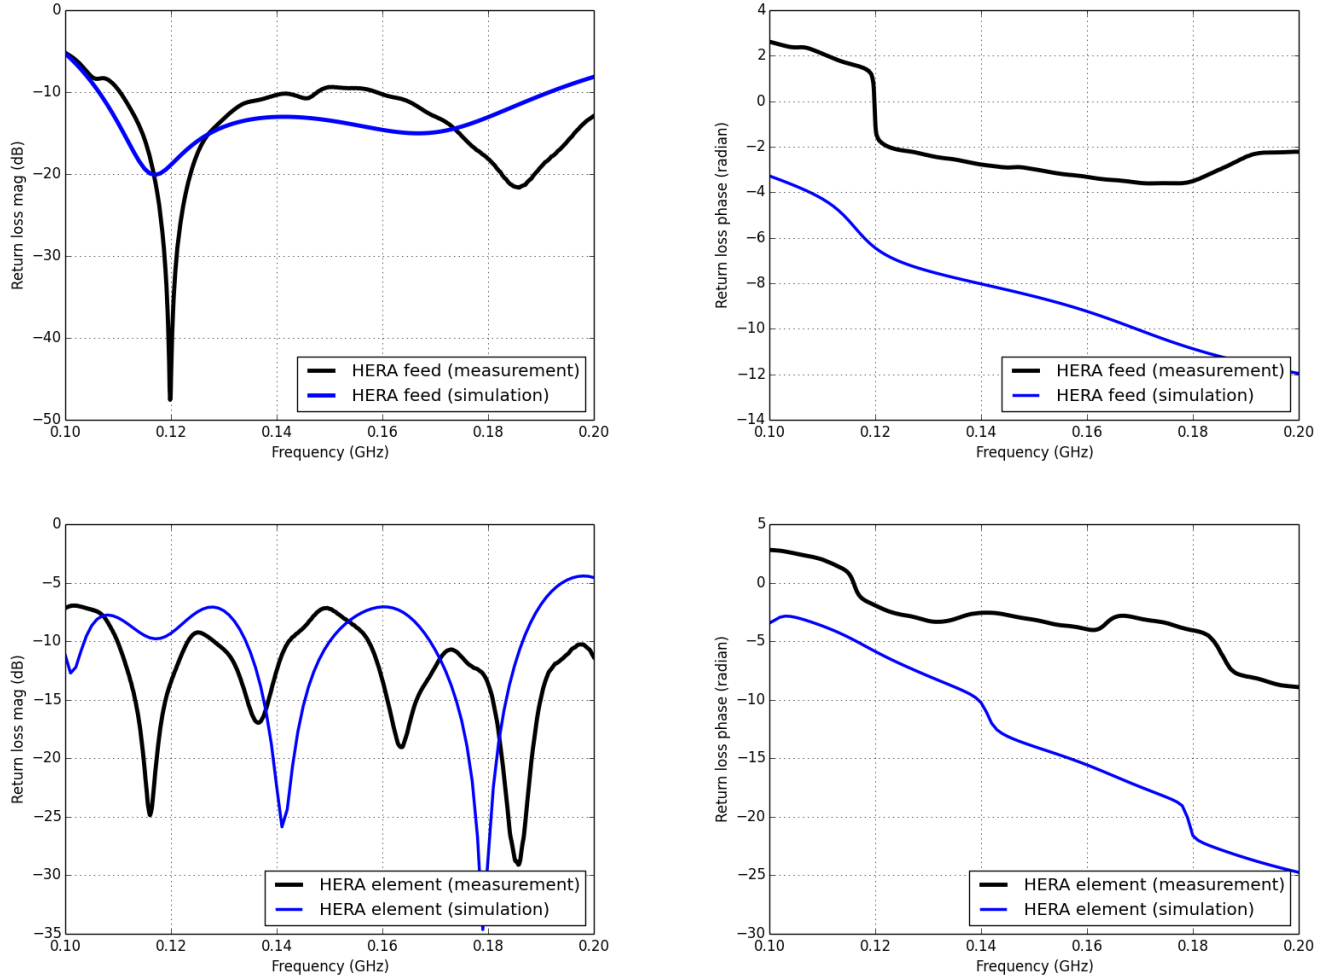 0
−10
−20
−30
−40
−50
Return loss mag (dB)
HERA feed (measurement)
HERA feed (simulation)
0.10 0.12 0.14 0.16 0.18 0.20
Frequency (GHz)
4
2
0
−2
−4
−6
−8
−10
−12
−14
Return loss phase (radian)
HERA feed (measurement)
HERA feed (simulation)
0.10 0.12 0.14 0.16 0.18 0.20
Frequency (GHz)
0
−5
−10
−15
−20
−25
−30
−35
Return loss mag (dB)
HERA element (measurement)
HERA element (simulation)
0.10 0.12 0.14 0.16 0.18 0.20
Frequency (GHz)
5
0
−5
−10
−15
−20
−25
−30
Return loss phase (radian)
HERA element (measurement)
HERA element (simulation)
0.10 0.12 0.14 0.16 0.18 0.20
Frequency (GHz)